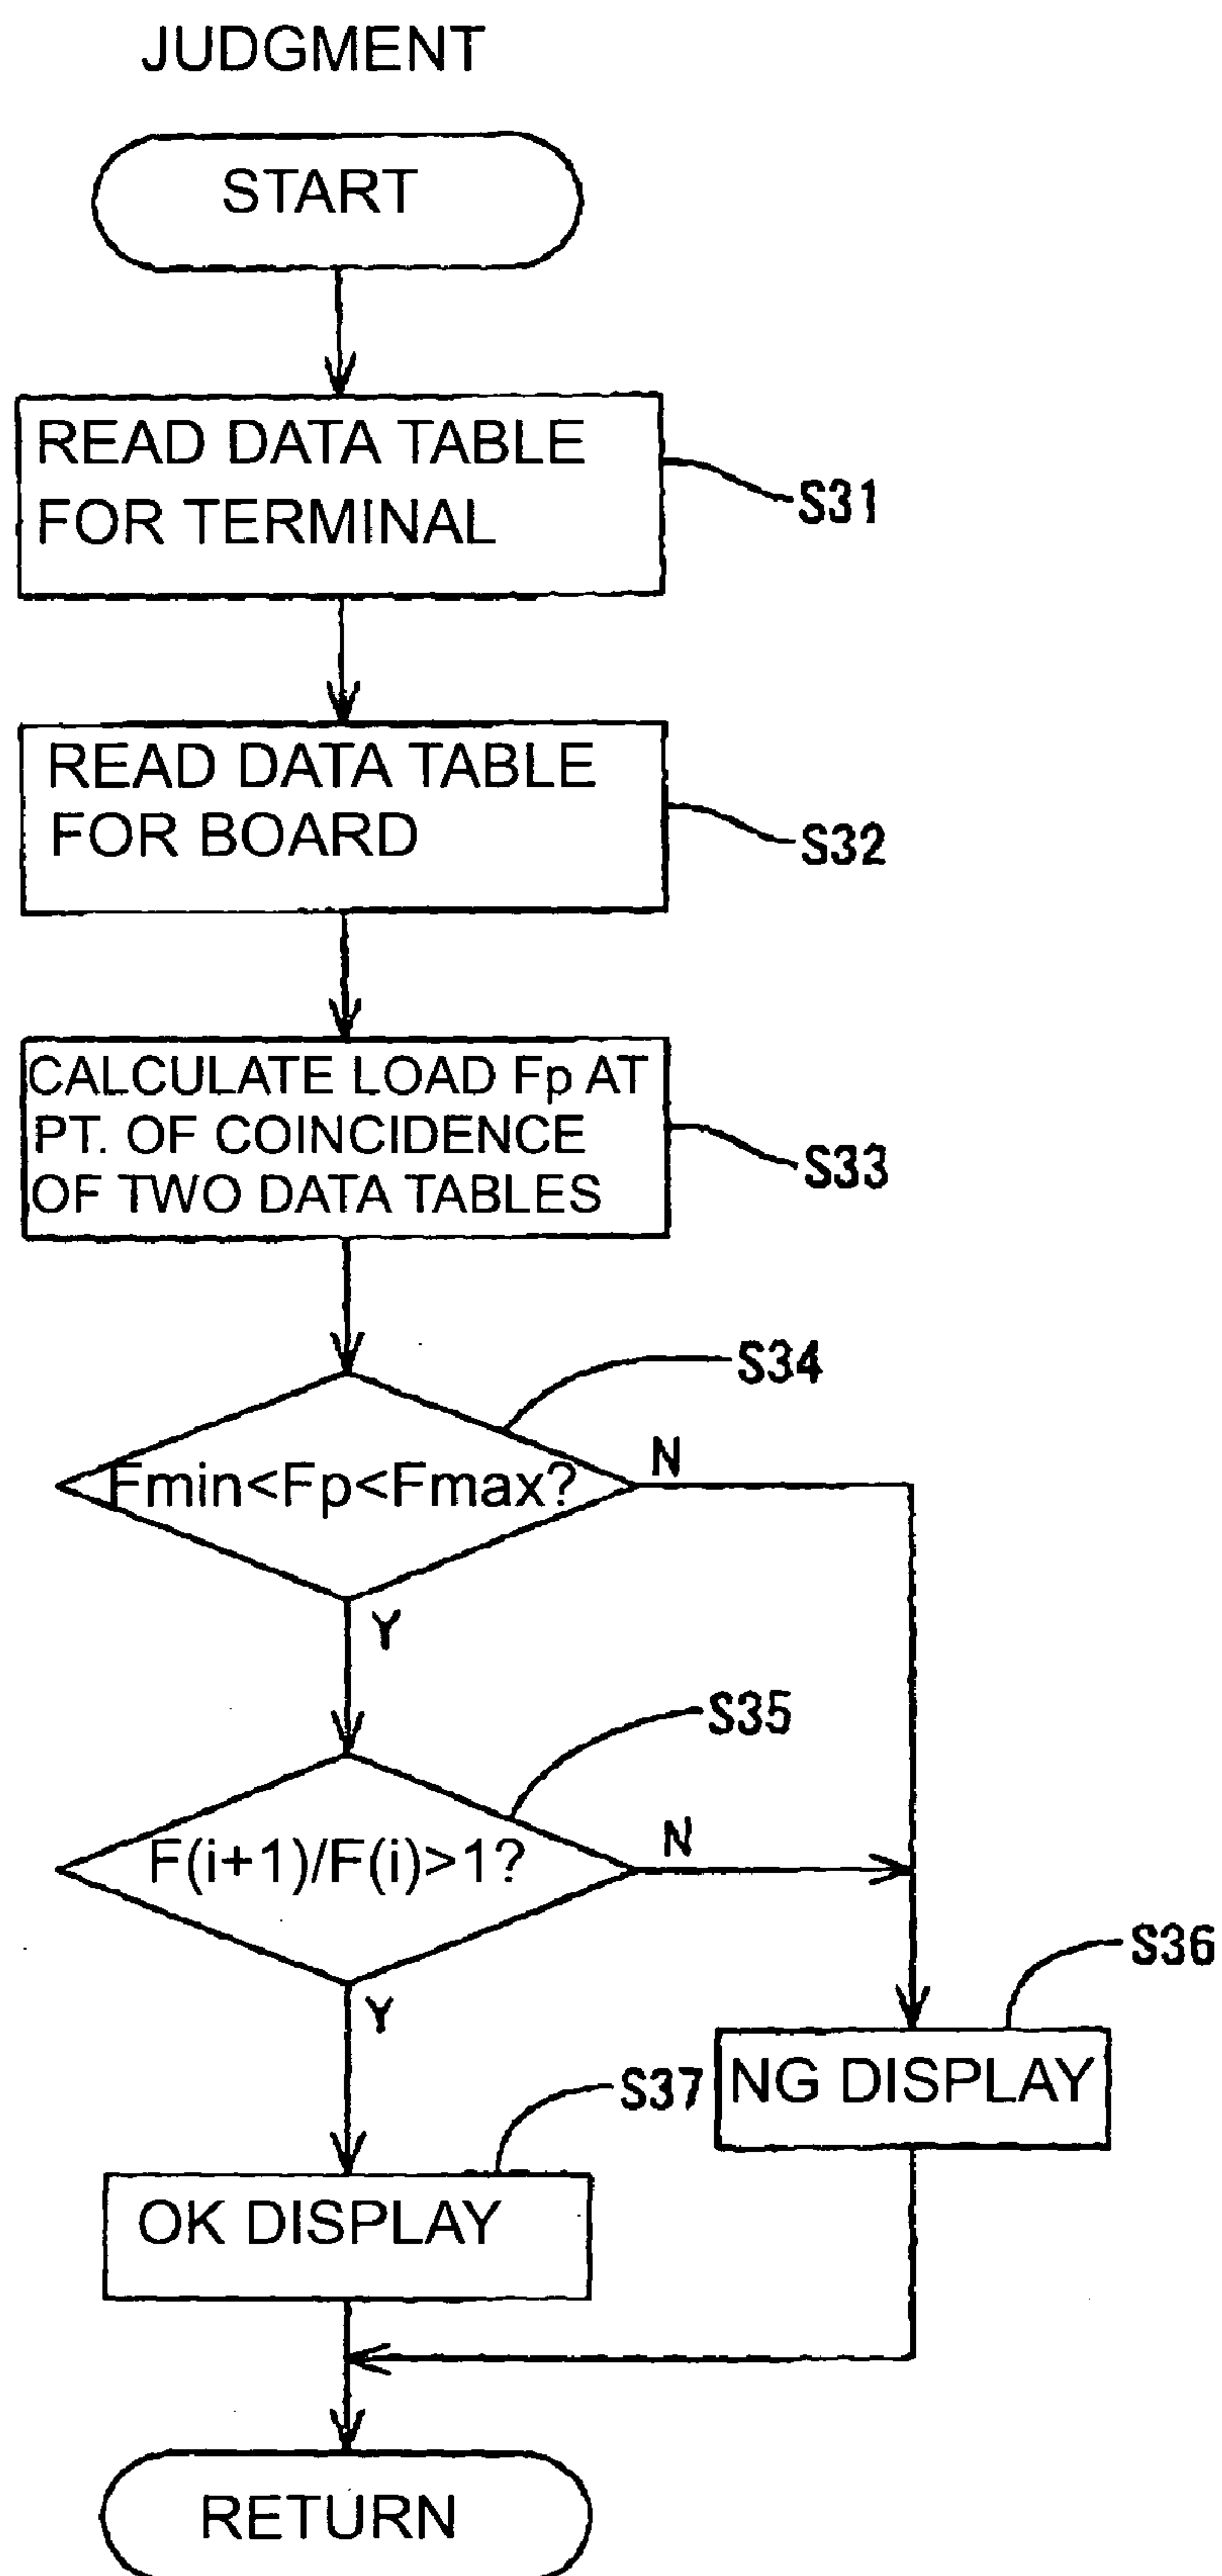 JUDGMENT
START
READ DATA TABLE
FOR TERMINAL
S31
READ DATA TABLE
FOR BOARD
S32
CALCULATE LOAD Fp AT
PT. OF COINCIDENCE
OF TWO DATA TABLES
S33
S34
Fmin<Fp<Fmax?
N
Y
S35
F(i+1)/F(i)>1?
N
Y
S36
NG DISPLAY
S37
OK DISPLAY
RETURN